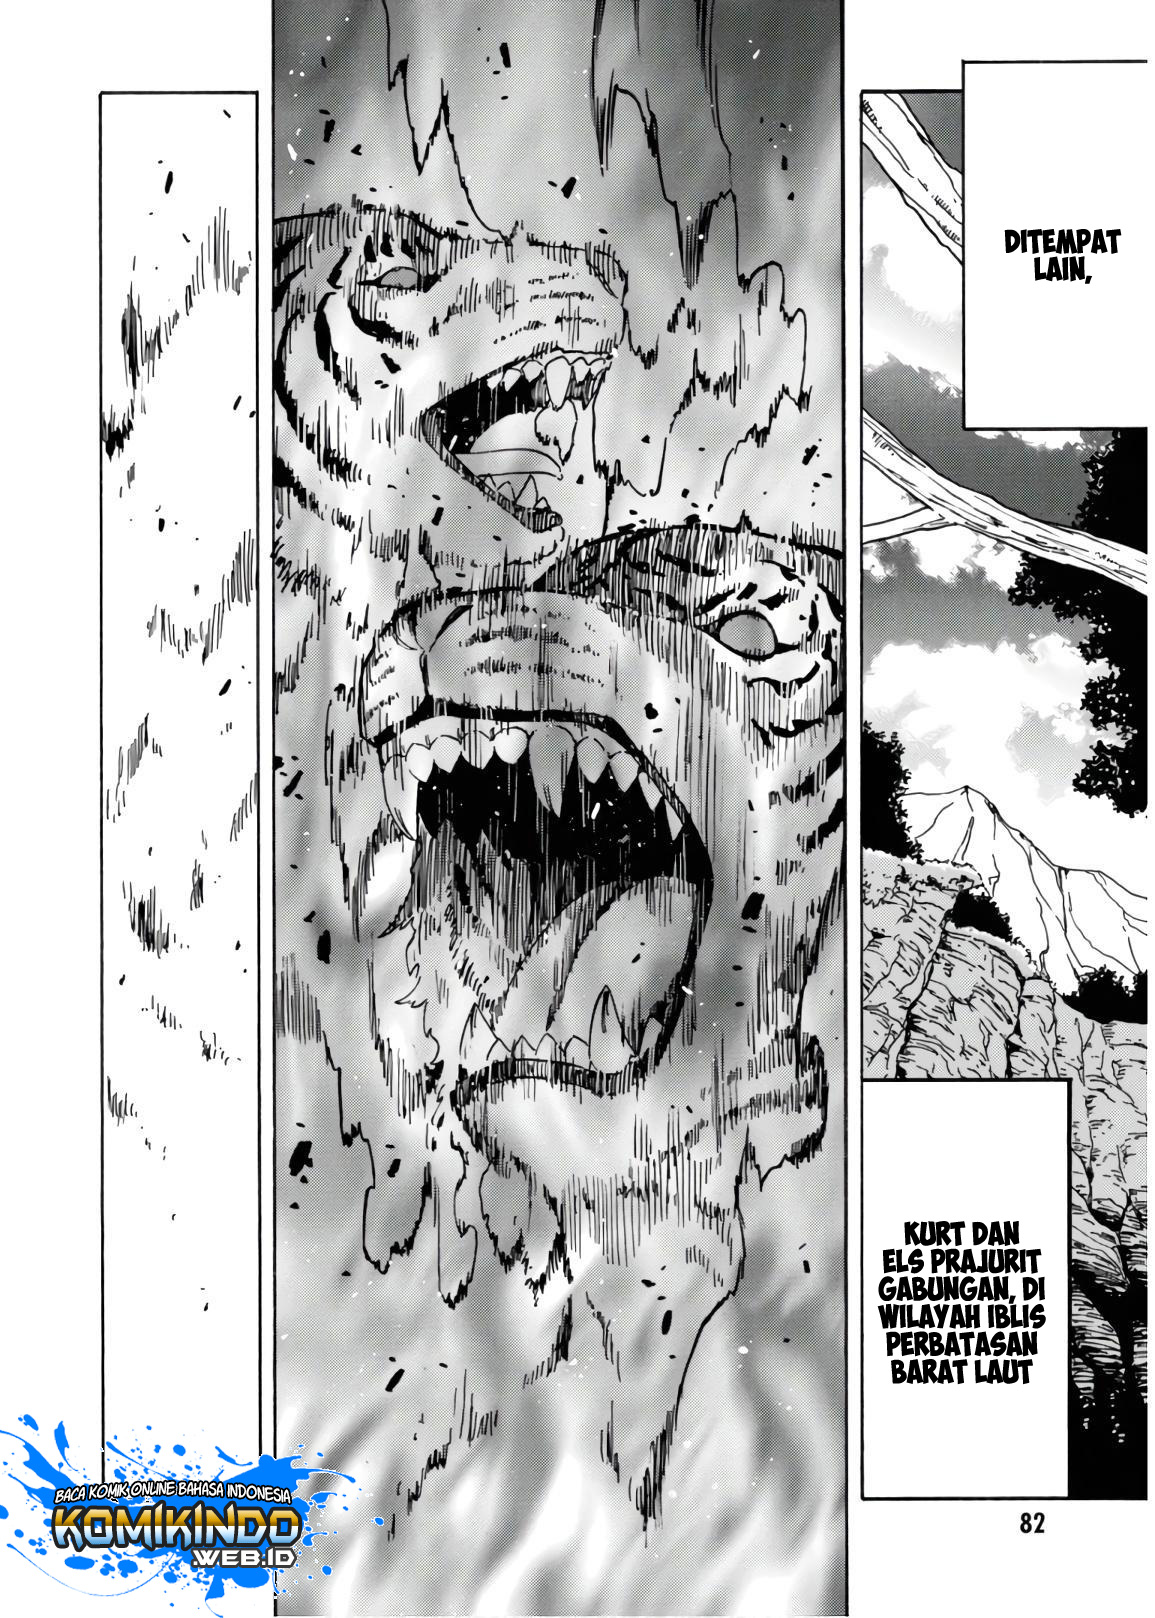 DITEMPAT
LAIN,
KURT DAN
ELS PRAJURIT
GABUNGAN, DI
WILAYAH IBLIS
PERBATASAN
BARAT LAUT
82
BACA KOMIK ONLINE BAHASA INDONESIA
KOMIKINDO
.WEB.ID